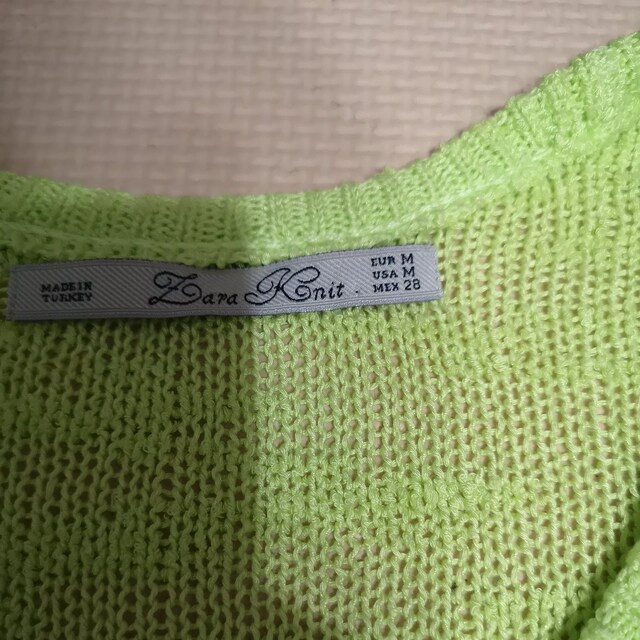 MADE IN
TURKEY
Zara Knit.
EUR M
USA M
MEX 28